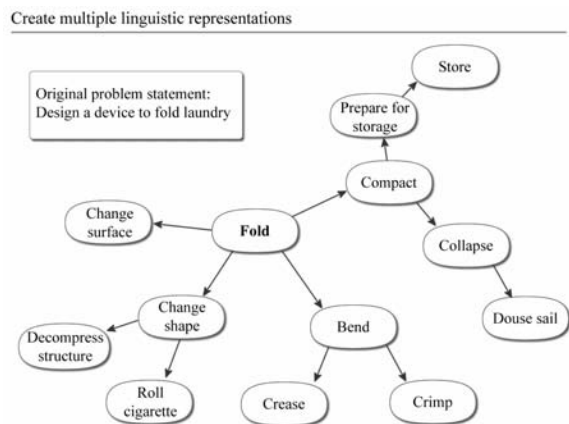 Create multiple linguistic representations
Original problem statement:
Design a device to fold laundry
Store
Prepare for
storage
Compact
Change
surface
Fold
Collapse
Change
shape
Decompress
structure
Bend
Douse sail
Roll
cigarette
Crease
Crimp